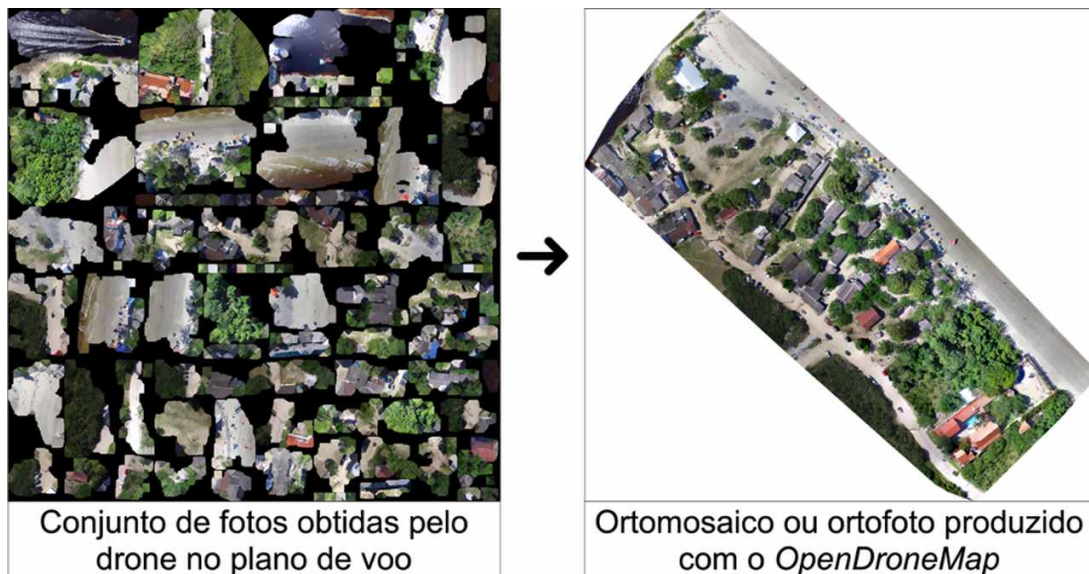 Conjunto de fotos obtidas pelo
drone no plano de voo
Ortomosaico ou ortofoto produzido
com o OpenDroneMap